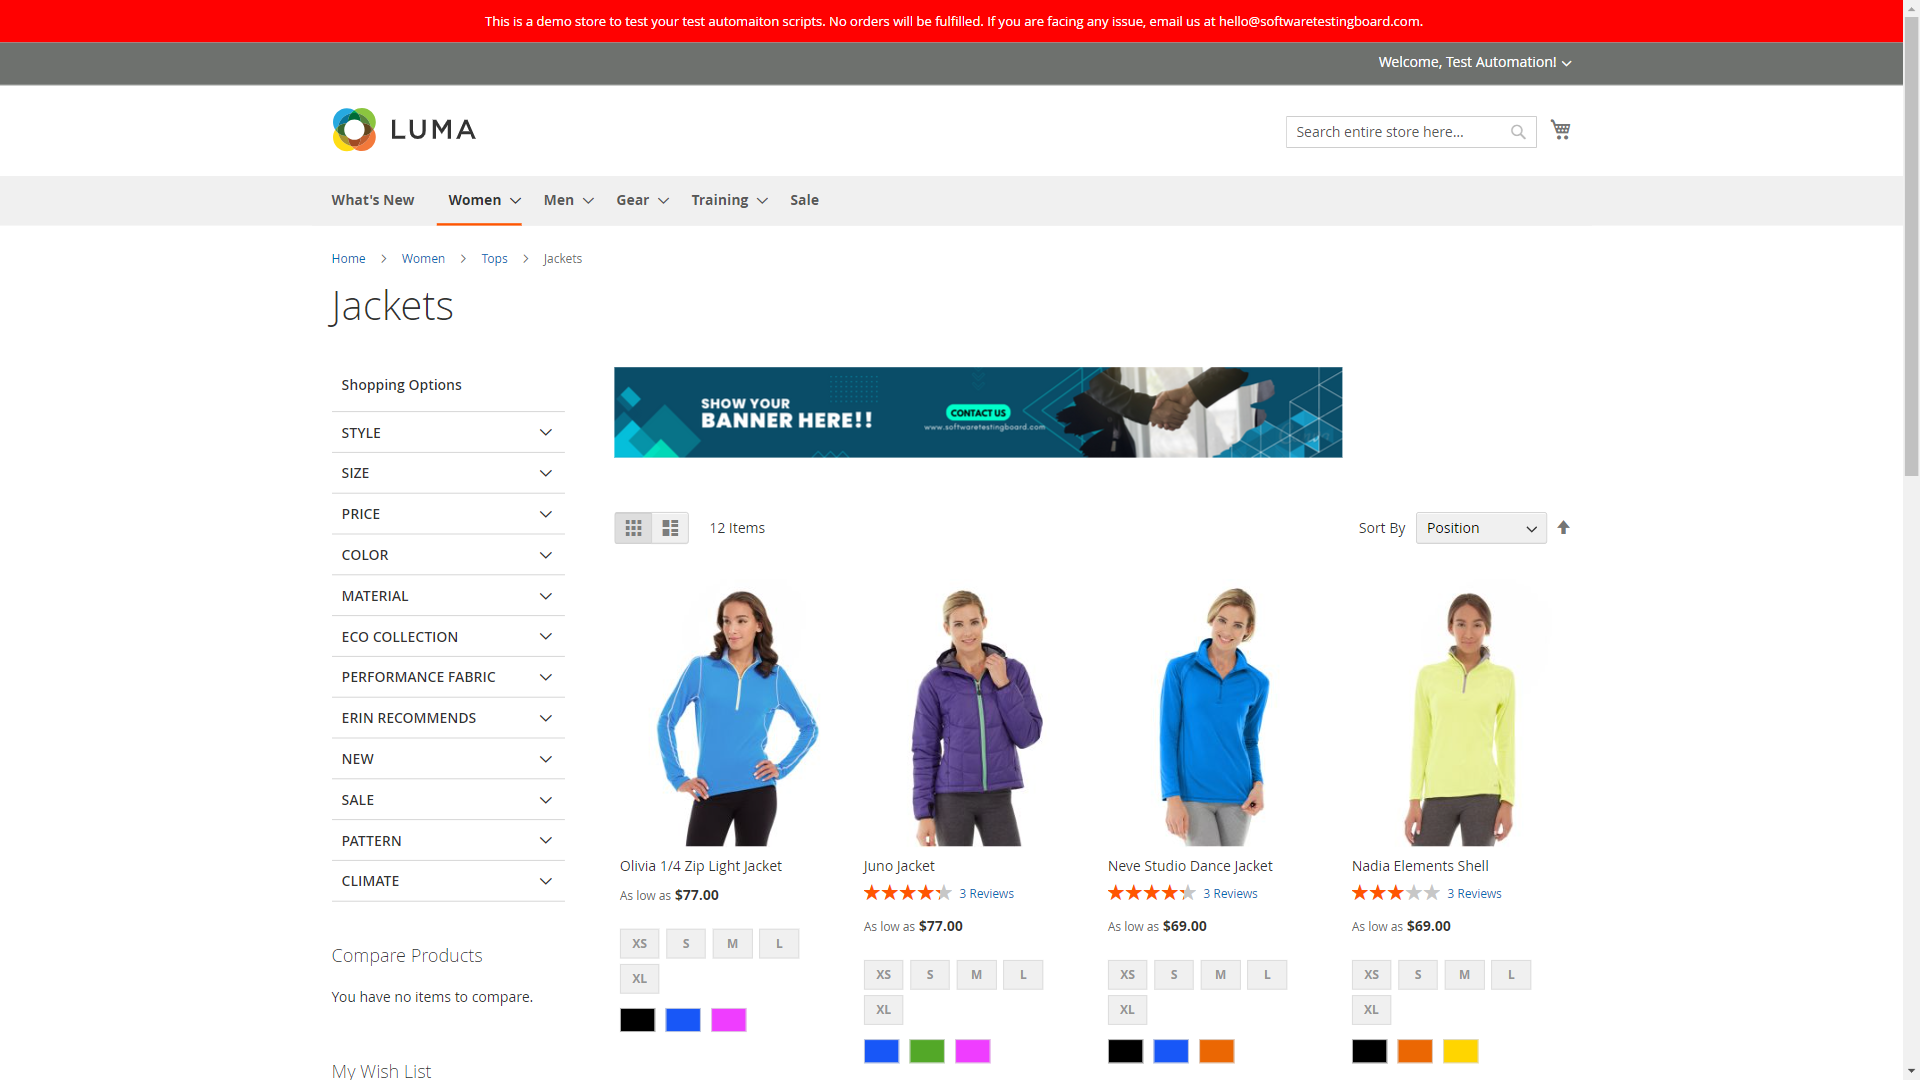 This is a demo store to test your test automaiton scripts. No orders will be fulfilled. If you are facing any issue, email us at hello@softwaretestingboard.com.
Welcome, Test Automation!
LUMA
Search entire store here...
What's New Women Men Gear Training Sale
Home Women Tops Jackets
Jackets
Shopping Options
STYLE
SIZE
PRICE
COLOR
MATERIAL
ECO COLLECTION
PERFORMANCE FABRIC
ERIN RECOMMENDS
NEW
SALE
PATTERN
CLIMATE
Compare Products
You have no items to compare.
My Wish List
SHOW YOUR
BANNER HERE!!
CONTACT US
www.softwaretestingboard.com
12 Items
Sort By Position
Olivia 1/4 Zip Light Jacket
As low as $77.00
XS S M L
XL
Juno Jacket
3 Reviews
As low as $77.00
XS S M L
XL
Neve Studio Dance Jacket
3 Reviews
As low as $69.00
XS S M L
XL
Nadia Elements Shell
3 Reviews
As low as $69.00
XS S M L
XL